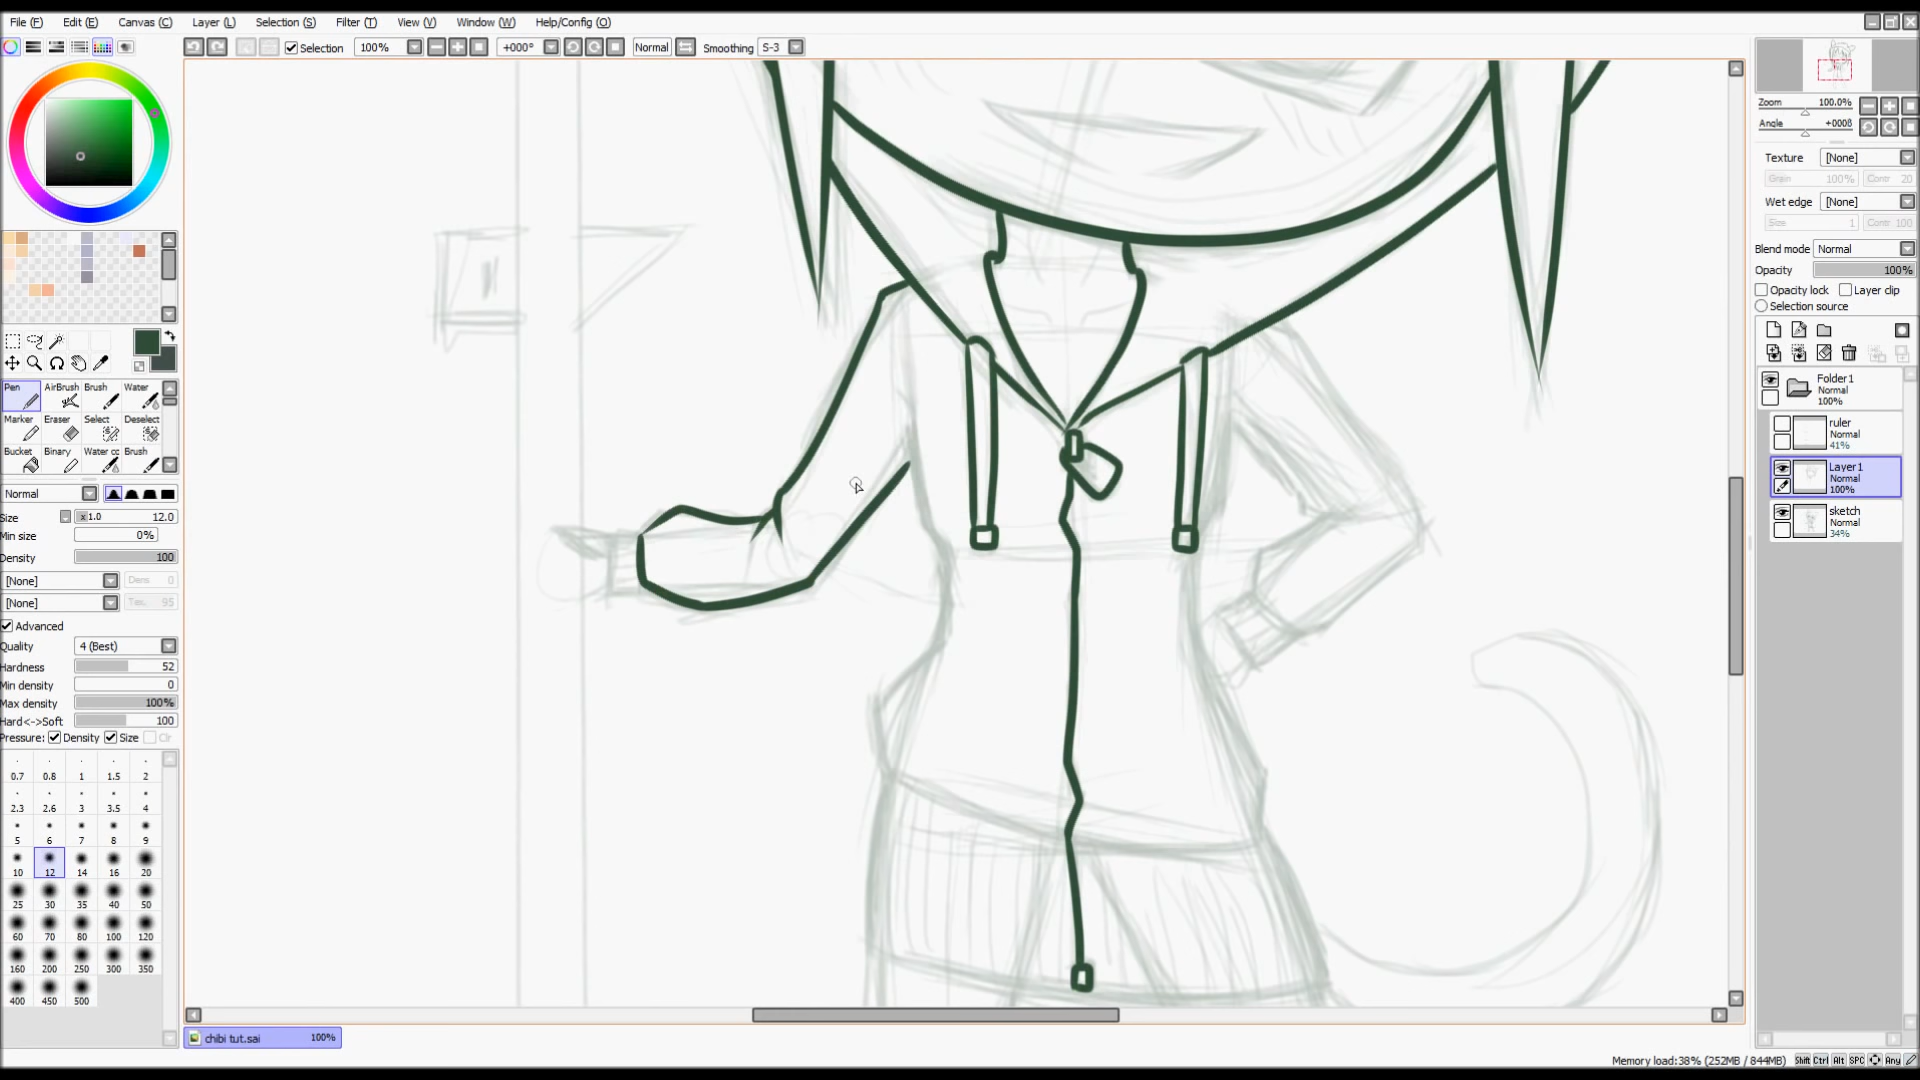 File (F) Edit (E) Canvas (C) Layer (L) Selection (S) Filter (T) View (V) Window (W) Help/Config (O)
Selection 100% +000° Normal Smoothing S-3
Zoom 100.0%
Angle +000ß
Texture [None]
Grain 100% Contr 20
Wet edge [None]
Size 1 Contr 100
Blend mode Normal
Opacity 100%
Opacity lock Layer clip
Selection source
Folder1
Normal
100%
ruler
Normal
41%
Layer1
Normal
100%
sketch
Normal
34%
Pen AirBrush Brush Water
Marker Eraser Select Deselect
Bucket Binary Water cc Brush
Normal
Size x1.0 12.0
Min size 0%
Density 100
[None] Dens 0
[None] Tex. 95
Advanced
Quality 4 (Best)
Hardness 52
Min density 0
Max density 100%
Hard<->Soft 100
Pressure: Density Size Clr
0.7 0.8 1 1.5 2
2.3 2.6 3 3.5 4
5 6 7 8 9
10 12 14 16 20
25 30 35 40 50
60 70 80 100 120
160 200 250 300 350
400 450 500
chibi tut.sai 100%
Memory load:38% (252MB / 844MB) Shift Ctrl Alt SPC Any